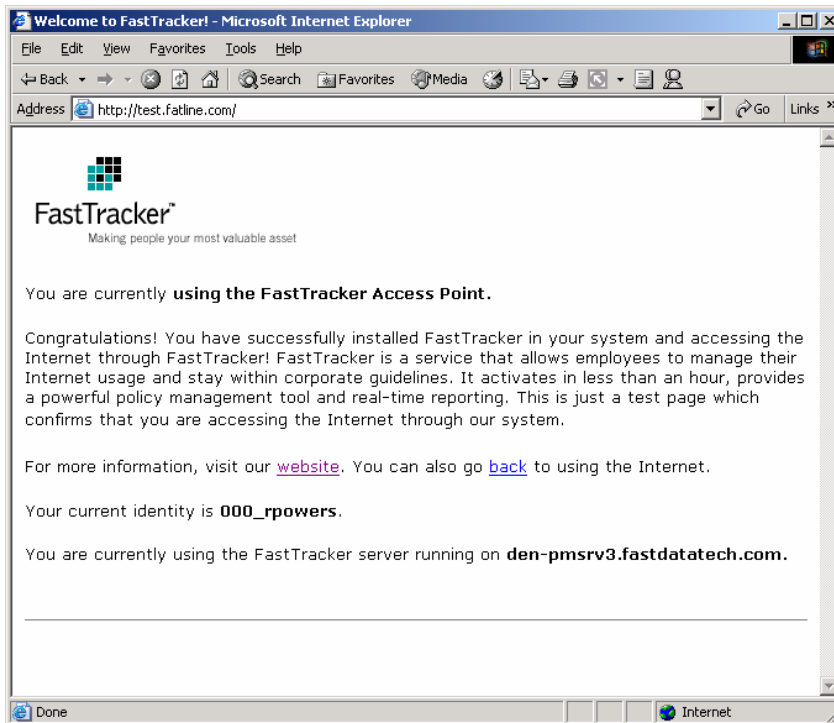 Welcome to FastTracker! - Microsoft Internet Explorer
File Edit View Favorites Tools Help
Back Search Favorites Media
Address http://test.fatline.com/ Go Links »
FastTracker™
Making people your most valuable asset
You are currently using the FastTracker Access Point.
Congratulations! You have successfully installed FastTracker in your system and accessing the
Internet through FastTracker! FastTracker is a service that allows employees to manage their
Internet usage and stay within corporate guidelines. It activates in less than an hour, provides
a powerful policy management tool and real-time reporting. This is just a test page which
confirms that you are accessing the Internet through our system.
For more information, visit our website. You can also go back to using the Internet.
Your current identity is 000_rpowers.
You are currently using the FastTracker server running on den-pmsrv3.fastdatatech.com.
Done Internet